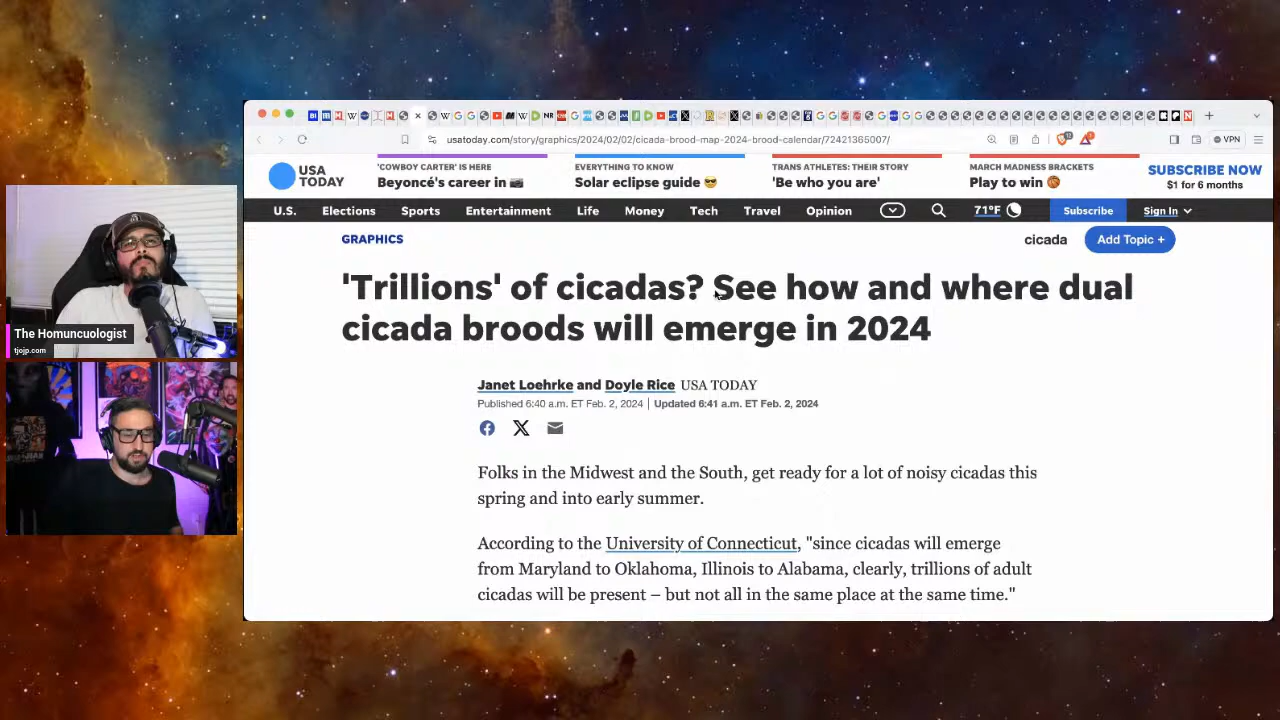 usatoday.com/story/graphics/2024/02/02/cicada-brood-map-2024-brood-calendar/72421365007/
VPN
USA TODAY
'COWBOY CARTER' IS HERE
Beyoncé's career in 📷
EVERYTHING TO KNOW
Solar eclipse guide 😎
TRANS ATHLETES: THEIR STORY
'Be who you are'
MARCH MADNESS BRACKETS
Play to win 🏀
SUBSCRIBE NOW
$1 for 6 months
U.S. Elections Sports Entertainment Life Money Tech Travel Opinion 71°F Subscribe Sign In
GRAPHICS
cicada Add Topic +
'Trillions' of cicadas? See how and where dual
cicada broods will emerge in 2024
Janet Loehrke and Doyle Rice USA TODAY
Published 6:40 a.m. ET Feb. 2, 2024 | Updated 6:41 a.m. ET Feb. 2, 2024
Folks in the Midwest and the South, get ready for a lot of noisy cicadas this
spring and into early summer.
According to the University of Connecticut, "since cicadas will emerge
from Maryland to Oklahoma, Illinois to Alabama, clearly, trillions of adult
cicadas will be present – but not all in the same place at the same time."
The Homuncuologist
tjojp.com